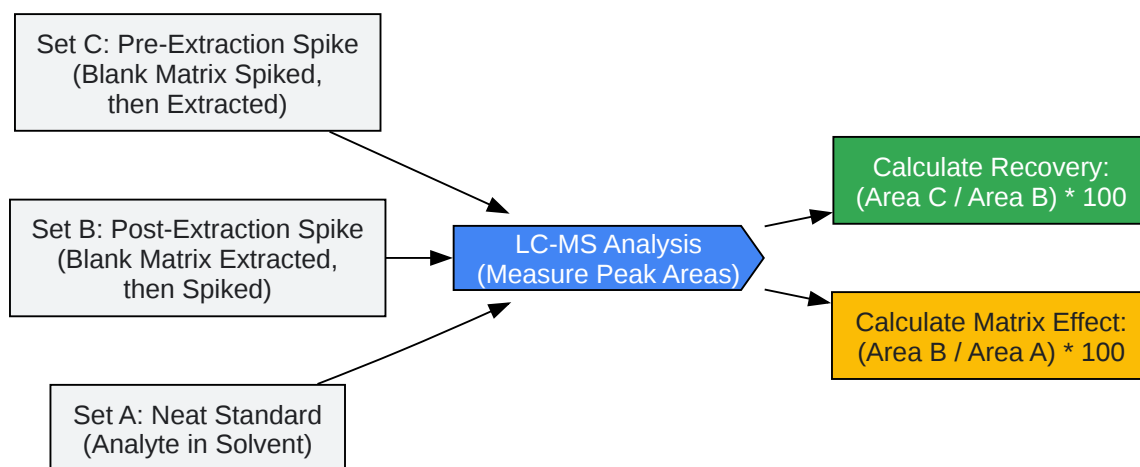 Set C: Pre-Extraction Spike
(Blank Matrix Spiked,
then Extracted)
Set B: Post-Extraction Spike
(Blank Matrix Extracted,
then Spiked)
Set A: Neat Standard
(Analyte in Solvent)
LC-MS Analysis
(Measure Peak Areas)
Calculate Recovery:
(Area C / Area B) * 100
Calculate Matrix Effect:
(Area B / Area A) * 100